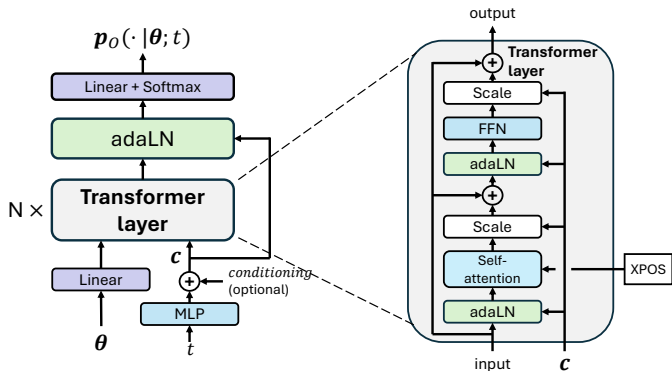 p_O(· |θ; t)
Linear + Softmax
adaLN
N ×
Transformer
layer
c
Linear
conditioning
(optional)
MLP
θ
t
output
Transformer
layer
Scale
FFN
adaLN
Scale
Self-
attention
XPOS
adaLN
input
c